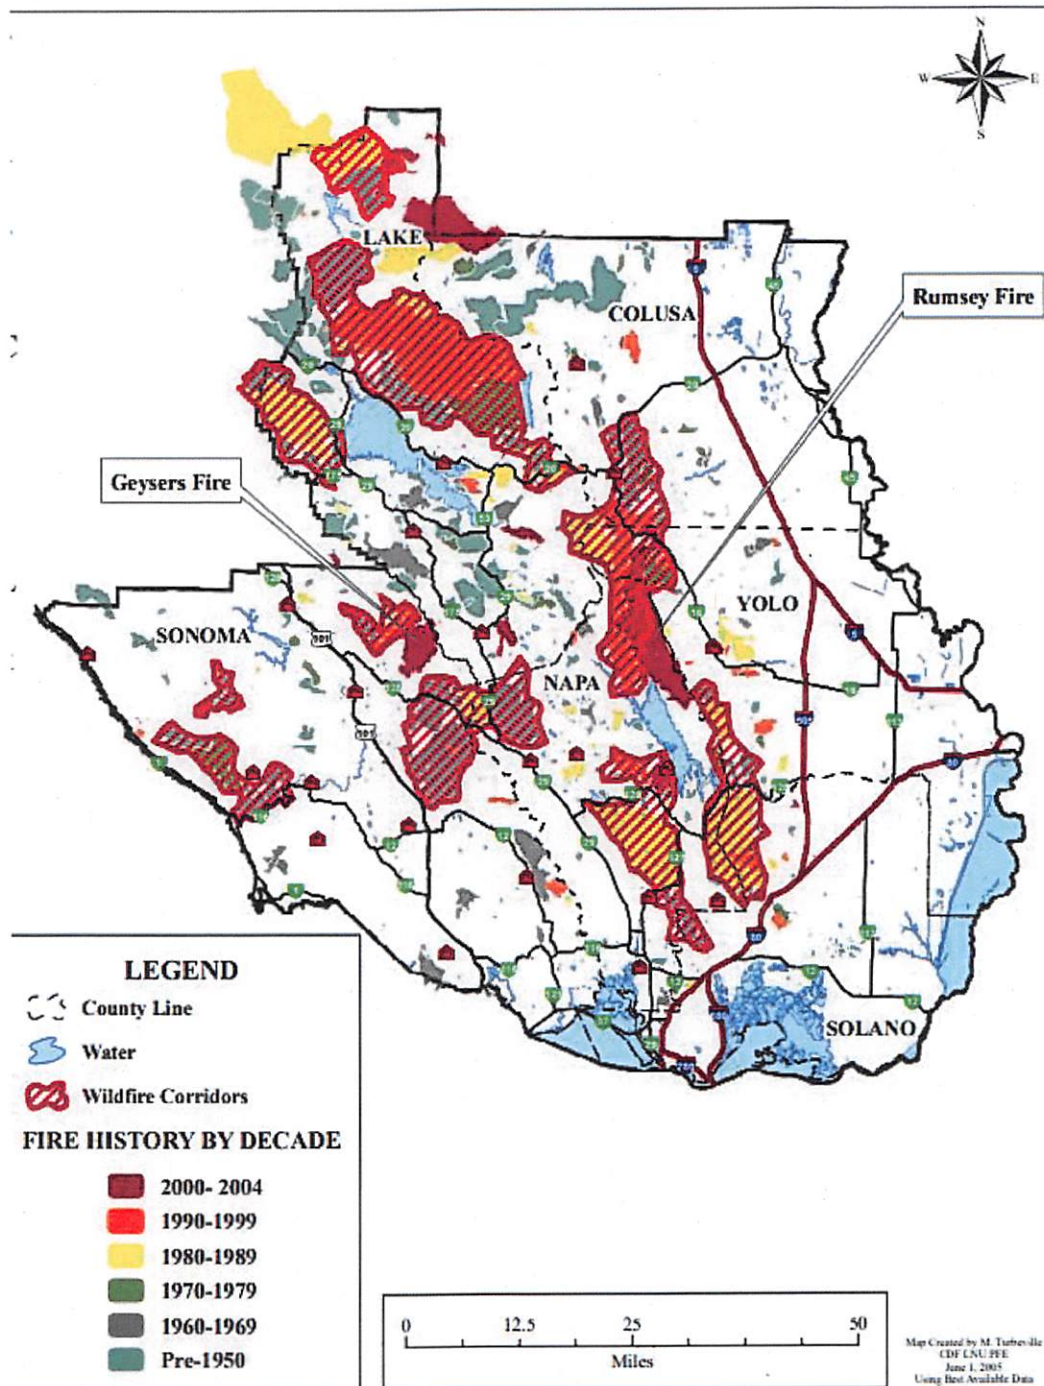 N
W E
S
LAKE
COLUSA
Rumsey Fire
Geysers Fire
SONOMA
YOLO
NAPA
SOLANO
101
101
LEGEND
County Line
Water
Wildfire Corridors
FIRE HISTORY BY DECADE
2000- 2004
1990-1999
1980-1989
1970-1979
1960-1969
Pre-1950
0 12.5 25 50
Miles
Map Created by M. Turbeville
CDF LNU PFE
June 1, 2005
Using Best Available Data